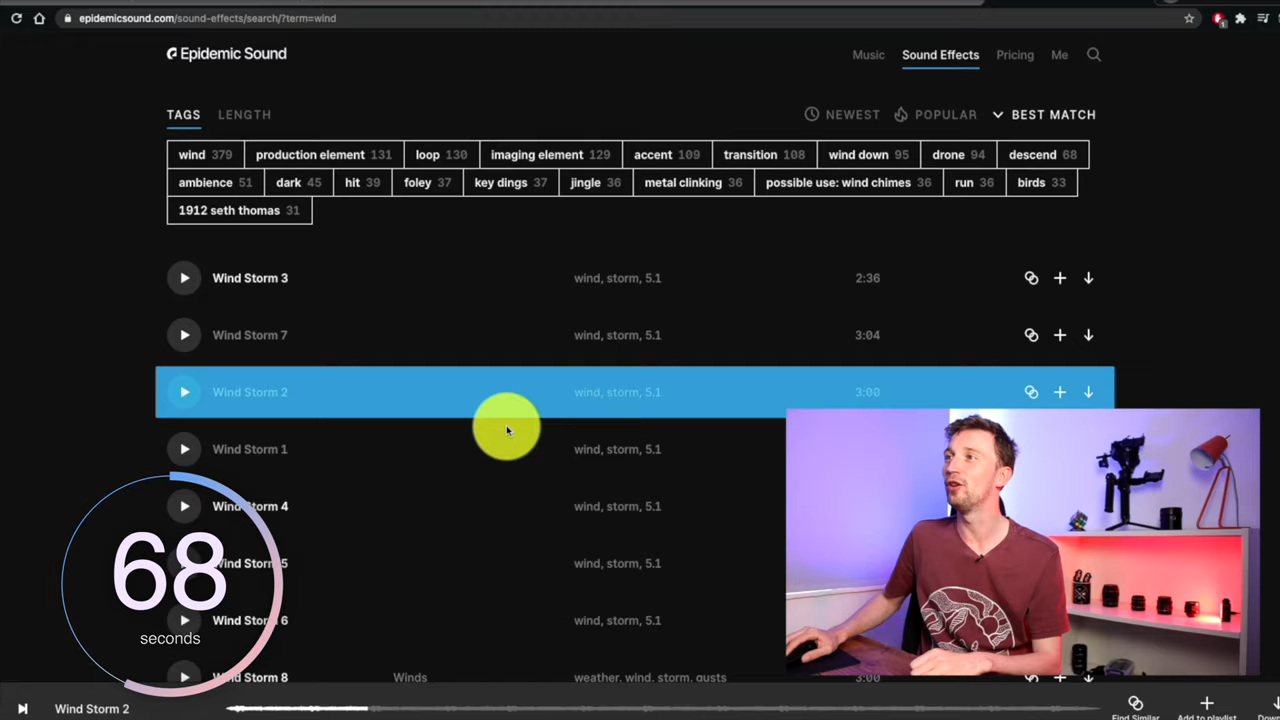 epidemicsound.com/sound-effects/search/?term=wind
Epidemic Sound
Music Sound Effects Pricing Me
TAGS LENGTH NEWEST POPULAR BEST MATCH
wind 379 production element 131 loop 130 imaging element 129 accent 109 transition 108 wind down 95 drone 94 descend 68
ambience 51 dark 45 hit 39 foley 37 key dings 37 jingle 36 metal clinking 36 possible use: wind chimes 36 run 36 birds 33
1912 seth thomas 31
Wind Storm 3 wind, storm, 5.1 2:36
Wind Storm 7 wind, storm, 5.1 3:04
Wind Storm 2 wind, storm, 5.1 3:00
Wind Storm 1 wind, storm, 5.1
Wind Storm 4 wind, storm, 5.1
Wind Storm 5 wind, storm, 5.1
Wind Storm 6 wind, storm, 5.1
68
seconds
Wind Storm 8 Winds weather, wind, storm, gusts 3:00
Wind Storm 2 Find Similar Add to playlist